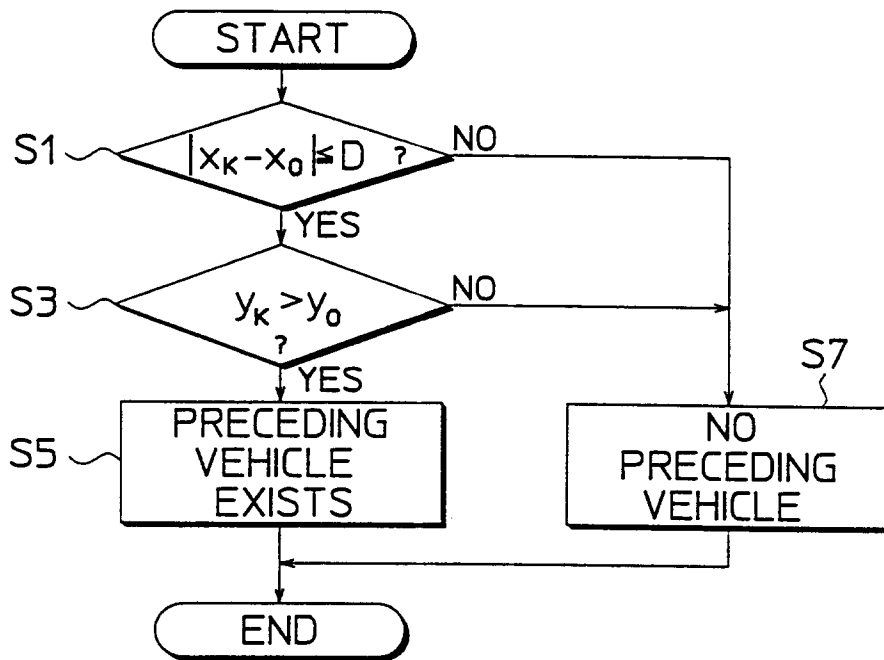 START
S1
|xK-x0|≦D ?
NO
YES
S3
yK>y0
?
NO
YES
S7
S5
PRECEDING
VEHICLE
EXISTS
NO
PRECEDING
VEHICLE
END